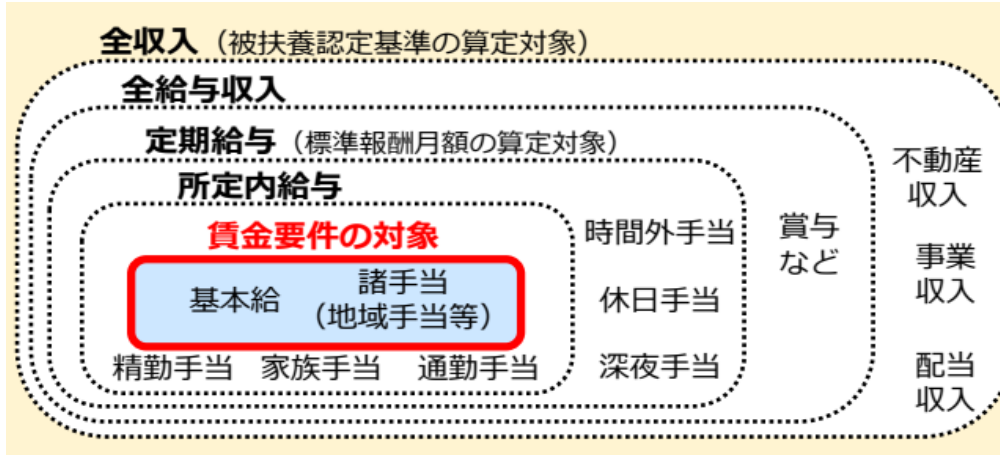 全収入（被扶養認定基準の算定対象）
全給与収入
定期給与（標準報酬月額の算定対象）
所定内給与
賃金要件の対象
基本給
諸手当
（地域手当等）
精勤手当 家族手当 通勤手当
時間外手当
休日手当
深夜手当
賞与
など
不動産
収入
事業
収入
配当
収入